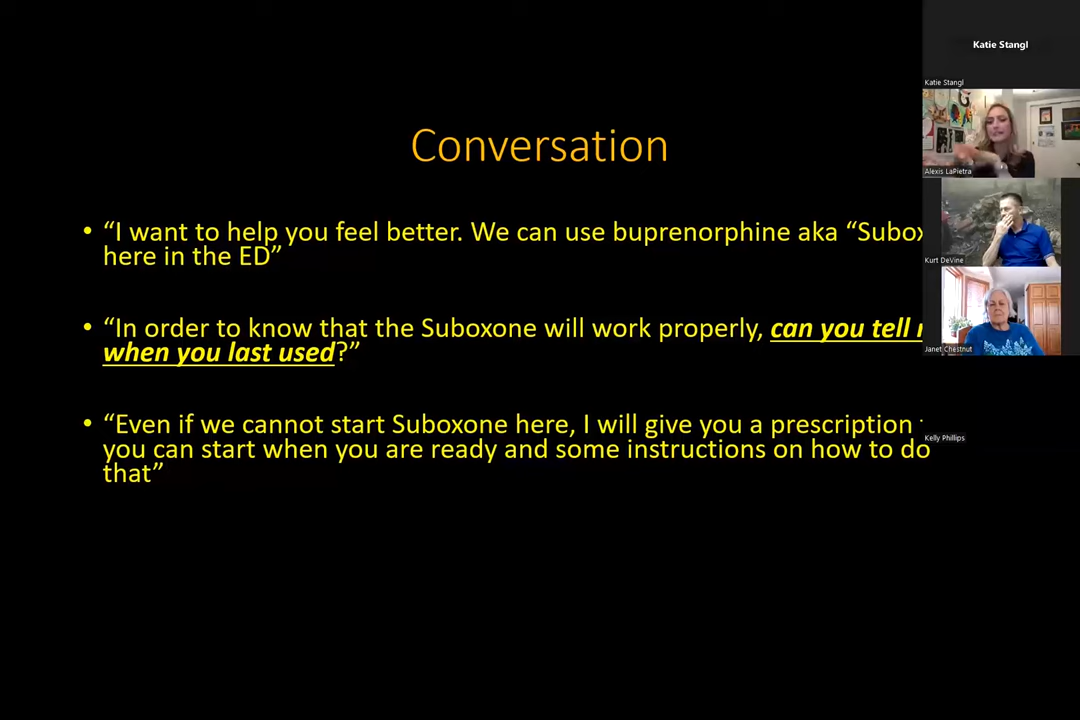 Conversation
• “I want to help you feel better. We can use buprenorphine aka “Subox
here in the ED”
• “In order to know that the Suboxone will work properly, can you tell
when you last used?”
• “Even if we cannot start Suboxone here, I will give you a prescription
you can start when you are ready and some instructions on how to do
that”
Katie Stangl
Katie Stangl
Alexis LaPietra
Kurt DeVine
Janet Chestnut
Kelly Phillips